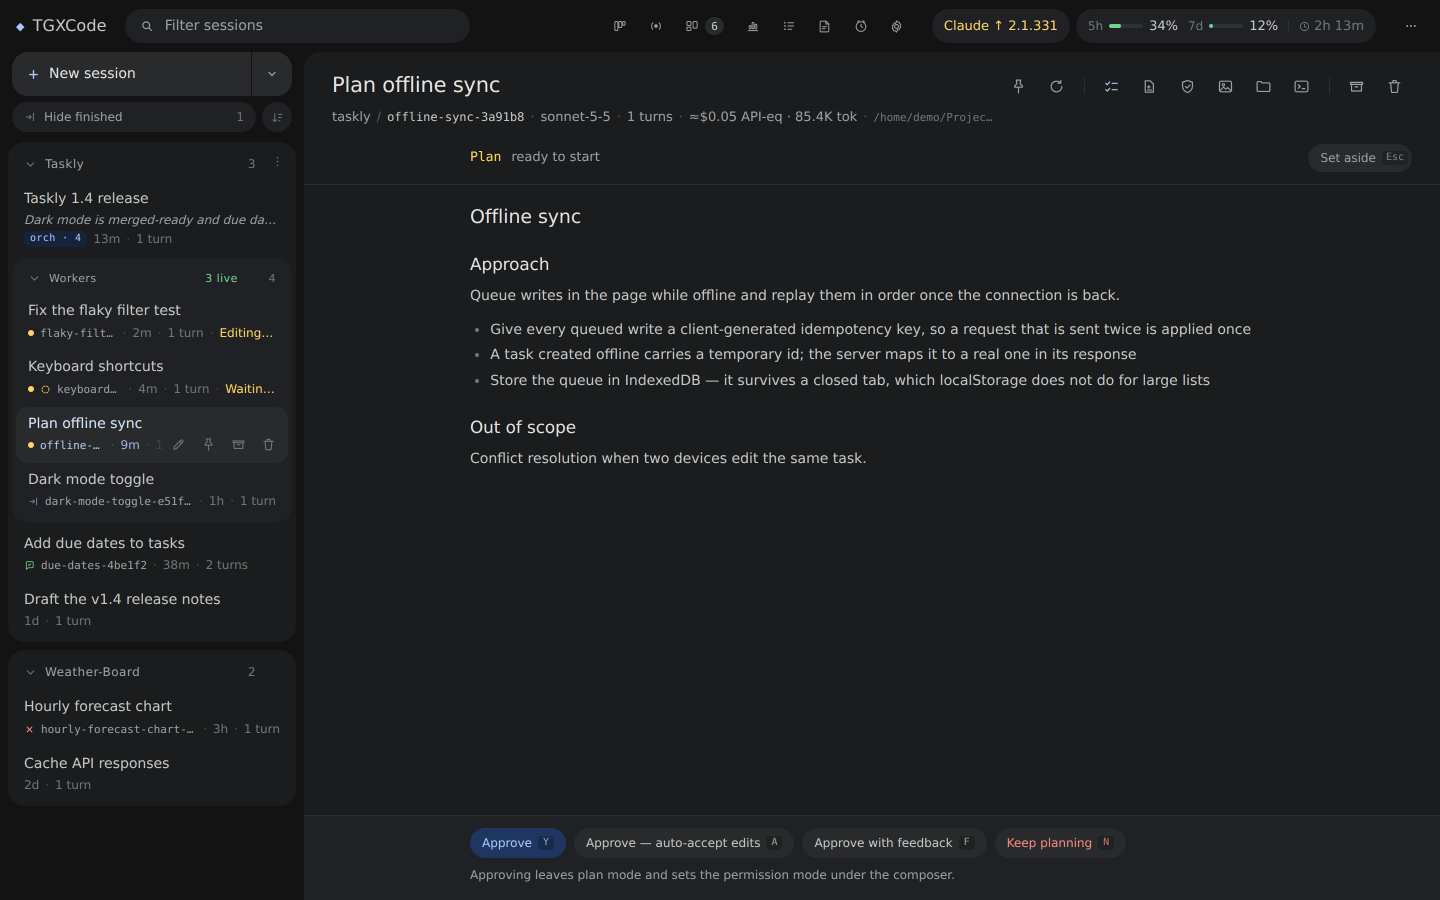 TGXCode
Filter sessions
6
Claude ↑ 2.1.331
5h 34% 7d 12% 2h 13m
+ New session
Hide finished 1
Taskly 3
Taskly 1.4 release
Dark mode is merged-ready and due da…
orch · 4 13m · 1 turn
Workers 3 live 4
Fix the flaky filter test
flaky-filt… · 2m · 1 turn · Editing…
Keyboard shortcuts
keyboard… · 4m · 1 turn · Waitin…
Plan offline sync
offline-… · 9m · 1
Dark mode toggle
dark-mode-toggle-e51f… · 1h · 1 turn
Add due dates to tasks
due-dates-4be1f2 · 38m · 2 turns
Draft the v1.4 release notes
1d · 1 turn
Weather-Board 2
Hourly forecast chart
hourly-forecast-chart-… · 3h · 1 turn
Cache API responses
2d · 1 turn
Plan offline sync
taskly / offline-sync-3a91b8 · sonnet-5-5 · 1 turns · ≈$0.05 API-eq · 85.4K tok · /home/demo/Projec…
Plan ready to start
Set aside Esc
Offline sync
Approach
Queue writes in the page while offline and replay them in order once the connection is back.
• Give every queued write a client-generated idempotency key, so a request that is sent twice is applied once
• A task created offline carries a temporary id; the server maps it to a real one in its response
• Store the queue in IndexedDB — it survives a closed tab, which localStorage does not do for large lists
Out of scope
Conflict resolution when two devices edit the same task.
Approve Y
Approve — auto-accept edits A
Approve with feedback F
Keep planning N
Approving leaves plan mode and sets the permission mode under the composer.